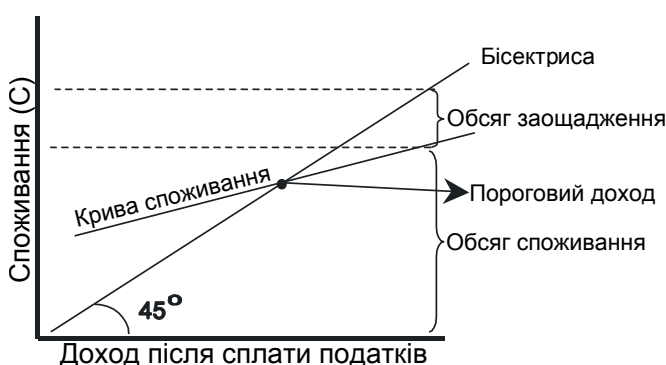 Споживання (С)
Бісектриса
Обсяг заощадження
Крива споживання
Пороговий доход
Обсяг споживання
45°
Доход після сплати податків